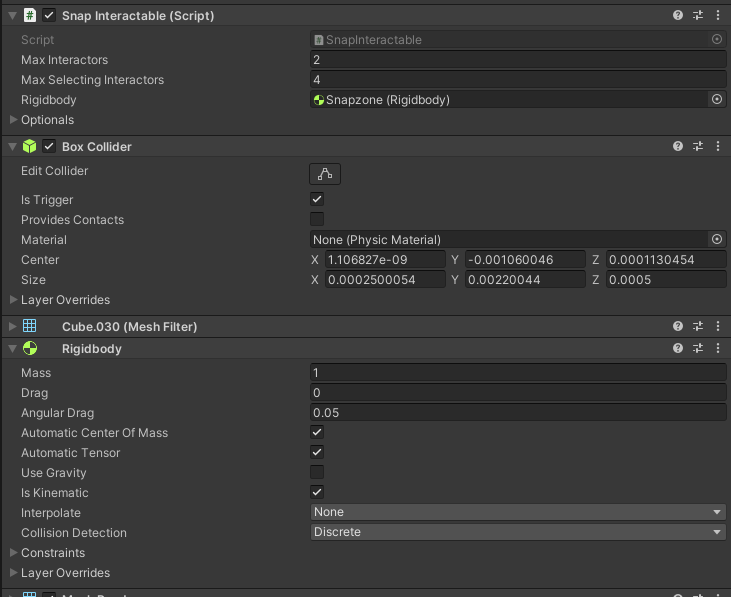 Snap Interactable (Script)
Script SnapInteractable
Max Interactors 2
Max Selecting Interactors 4
Rigidbody Snapzone (Rigidbody)
Optionals
Box Collider
Edit Collider
Is Trigger
Provides Contacts
Material None (Physic Material)
Center X 1.106827e-09 Y -0.001060046 Z 0.0001130454
Size X 0.0002500054 Y 0.00220044 Z 0.0005
Layer Overrides
Cube.030 (Mesh Filter)
Rigidbody
Mass 1
Drag 0
Angular Drag 0.05
Automatic Center Of Mass
Automatic Tensor
Use Gravity
Is Kinematic
Interpolate None
Collision Detection Discrete
Constraints
Layer Overrides